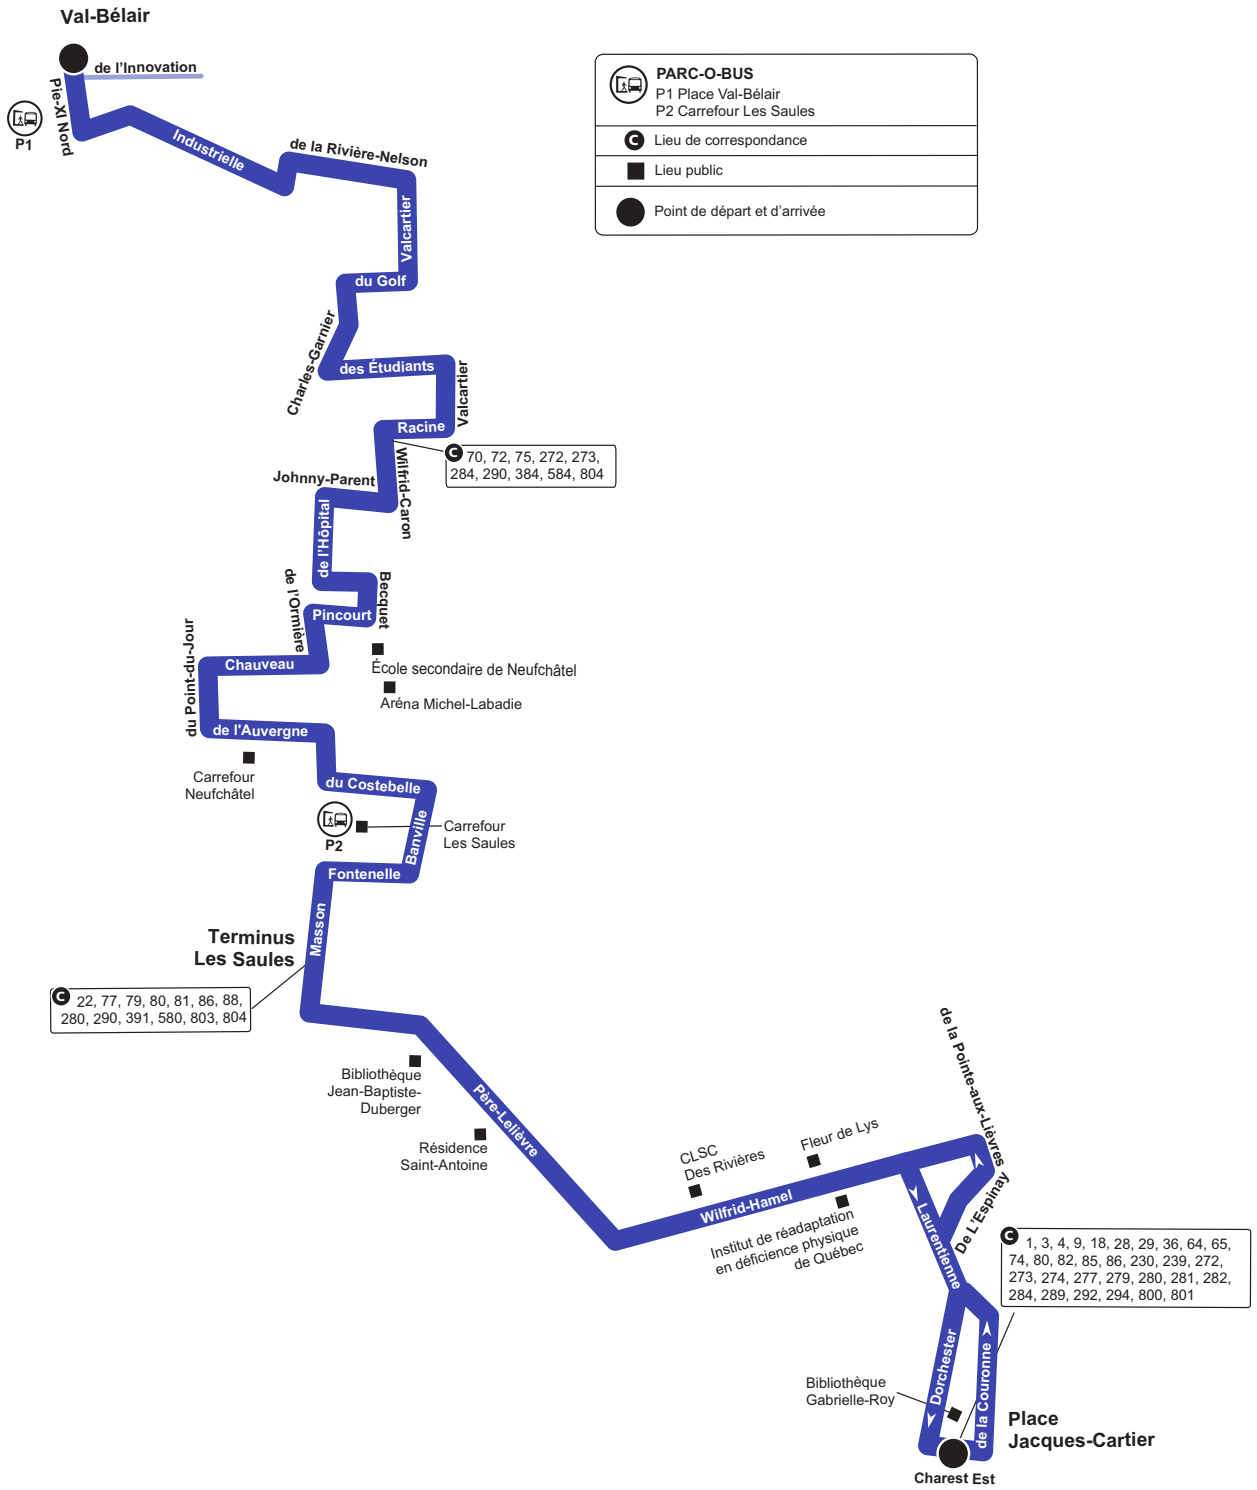 Val-Bélair
de l'Innovation
Pie-XI Nord
P1
Industrielle
de la Rivière-Nelson
PARC-O-BUS
P1 Place Val-Bélair
P2 Carrefour Les Saules
C Lieu de correspondance
Lieu public
Point de départ et d'arrivée
Valcartier
du Golf
Charles-Garnier
des Étudiants
Valcartier
Racine
C 70, 72, 75, 272, 273,
284, 290, 384, 584, 804
Wilfrid-Caron
Johnny-Parent
de l'Hôpital
Becquet
de l'Ormière
Pincourt
École secondaire de Neufchâtel
Aréna Michel-Labadie
Chauveau
du Point-du-Jour
de l'Auvergne
Carrefour
Neufchâtel
du Costebelle
Banville
P2
Carrefour
Les Saules
Fontenelle
Masson
Terminus
Les Saules
C 22, 77, 79, 80, 81, 86, 88,
280, 290, 391, 580, 803, 804
Bibliothèque
Jean-Baptiste-
Duberger
Père-Lelièvre
Résidence
Saint-Antoine
CLSC
Des Rivières
Fleur de Lys
Wilfrid-Hamel
Institut de réadaptation
en déficience physique
de Québec
de la Pointe-aux-Lièvres
De L'Espinay
Laurentienne
C 1, 3, 4, 9, 18, 28, 29, 36, 64, 65,
74, 80, 82, 85, 86, 230, 239, 272,
273, 274, 277, 279, 280, 281, 282,
284, 289, 292, 294, 800, 801
Dorchester
de la Couronne
Bibliothèque
Gabrielle-Roy
Place
Jacques-Cartier
Charest Est